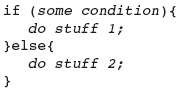 if (some condition){
do stuff 1;
}else{
do stuff 2;
}